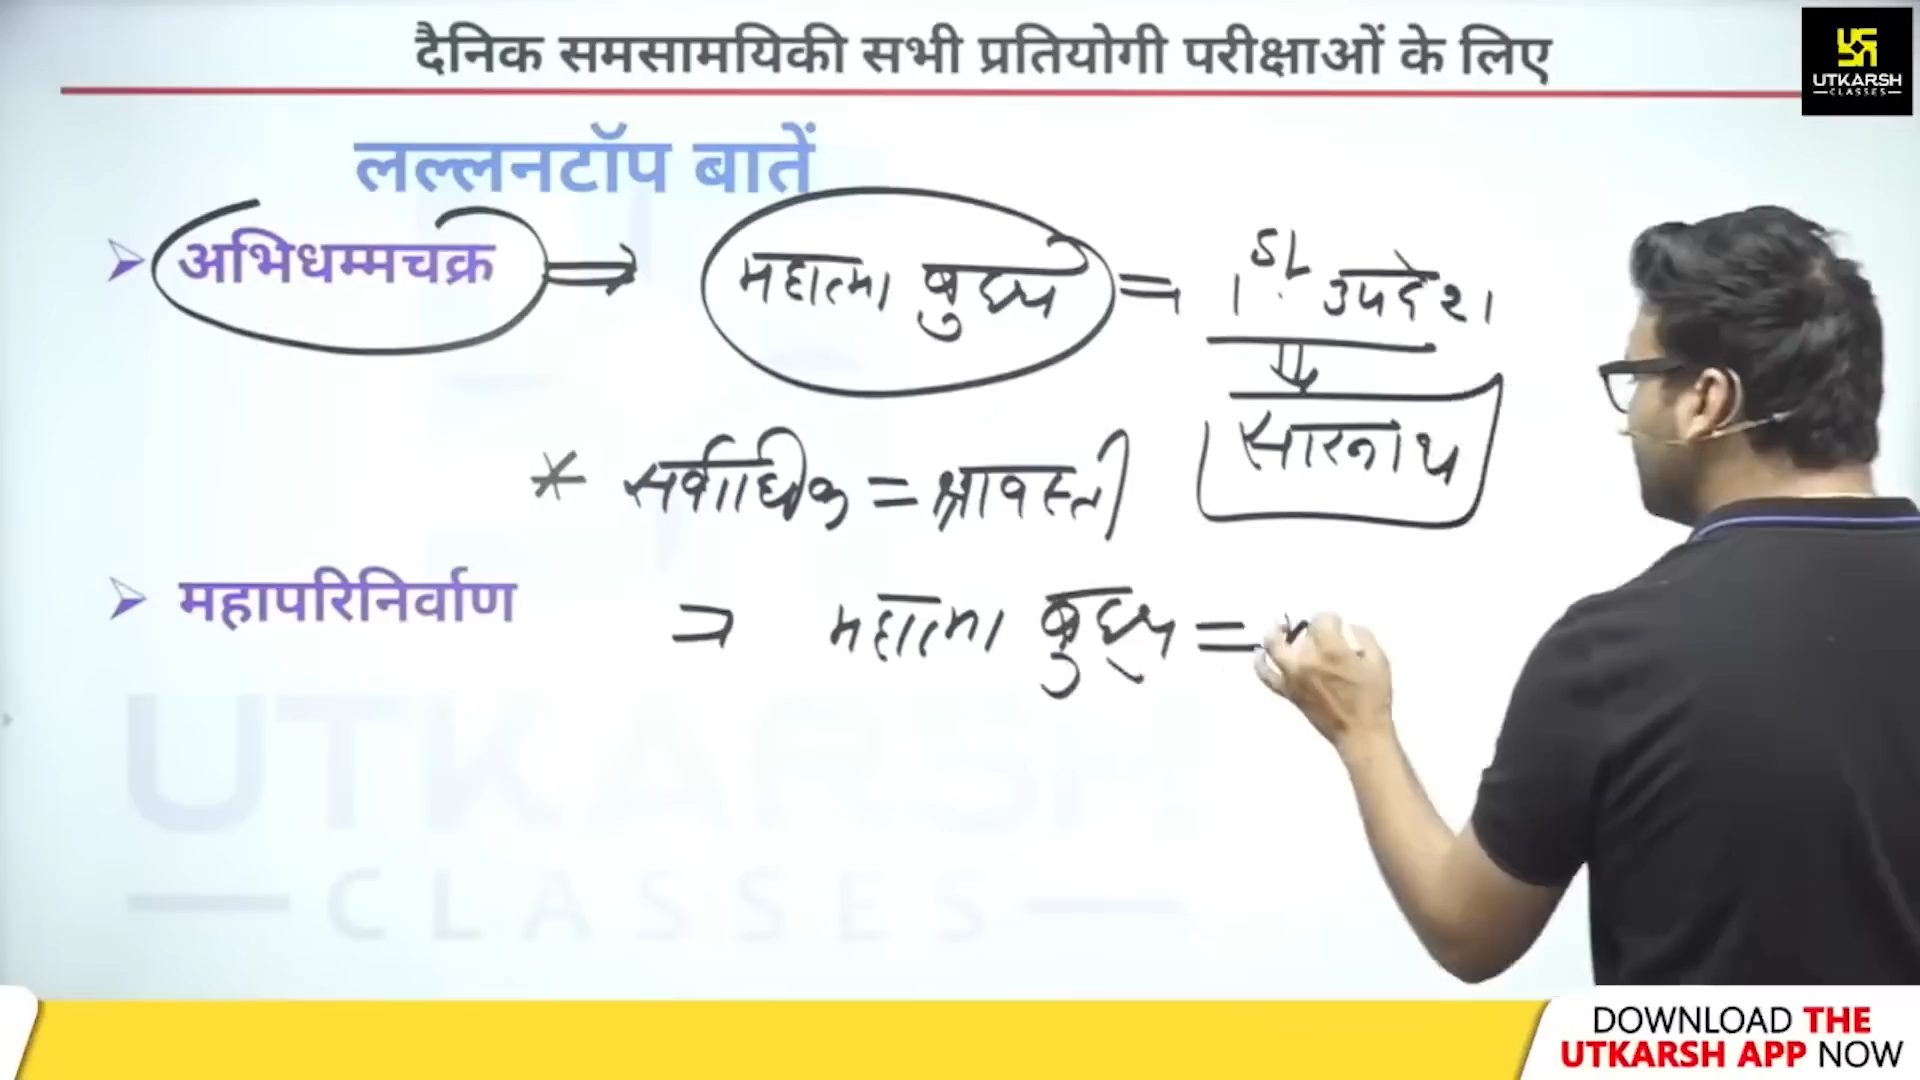 दैनिक समसामयिकी सभी प्रतियोगी परीक्षाओं के लिए
UTKARSH
CLASSES
लल्लनटॉप बातें
अभिधम्मचक्र ⇒ महात्मा बुध्द = 1st उपदेश
सारनाथ
* सर्वाधिक = श्रावस्ती
महापरिनिर्वाण ⇒ महात्मा बुध्द =
UTKARSH
CLASSES
DOWNLOAD THE
UTKARSH APP NOW